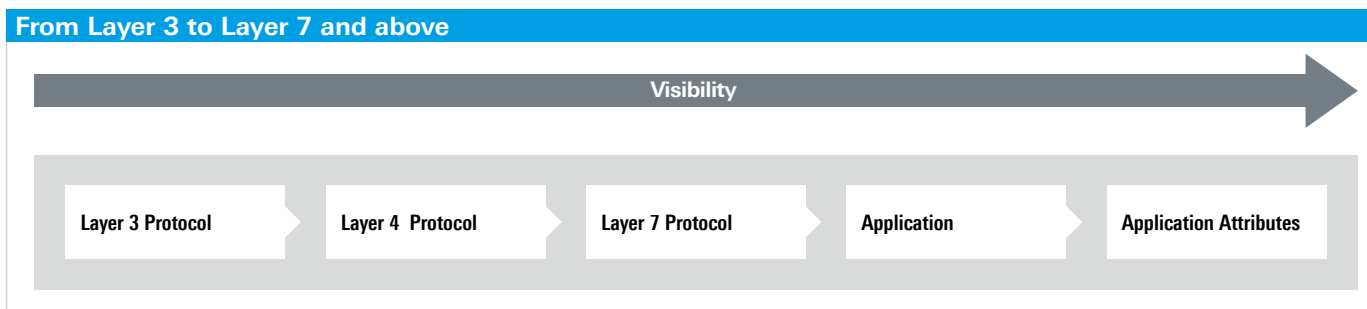 From Layer 3 to Layer 7 and above
Visibility
Layer 3 Protocol
Layer 4 Protocol
Layer 7 Protocol
Application
Application Attributes